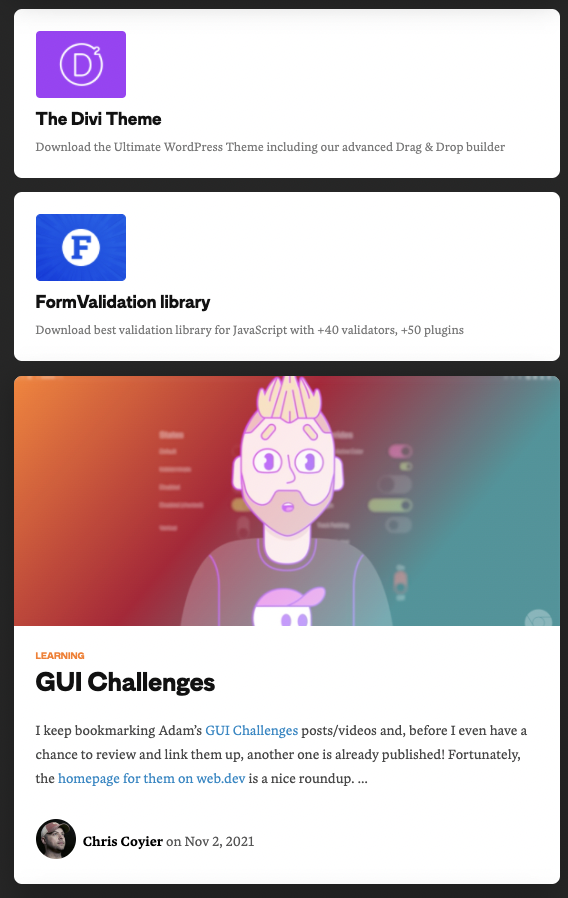 D2
The Divi Theme
Download the Ultimate WordPress Theme including our advanced Drag & Drop builder
F
FormValidation library
Download best validation library for JavaScript with +40 validators, +50 plugins
LEARNING
GUI Challenges
I keep bookmarking Adam’s GUI Challenges posts/videos and, before I even have a
chance to review and link them up, another one is already published! Fortunately,
the homepage for them on web.dev is a nice roundup. ...
Chris Coyier on Nov 2, 2021